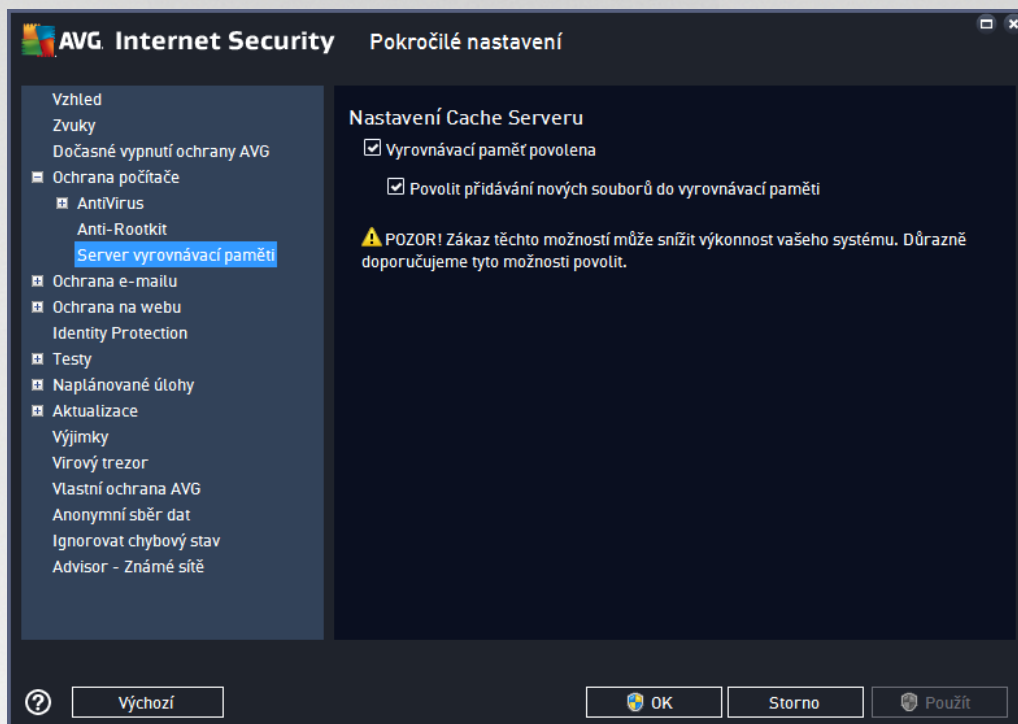 AVG. Internet Security Pokročilé nastavení
Vzhled
Zvuky
Dočasné vypnutí ochrany AVG
Ochrana počítače
AntiVirus
Anti-Rootkit
Server vyrovnávací paměti
Ochrana e-mailu
Ochrana na webu
Identity Protection
Testy
Naplánované úlohy
Aktualizace
Výjimky
Virový trezor
Vlastní ochrana AVG
Anonymní sběr dat
Ignorovat chybový stav
Advisor - Známé sítě
Nastavení Cache Serveru
Vyrovnávací paměť povolena
Povolit přidávání nových souborů do vyrovnávací paměti
POZOR! Zákaz těchto možností může snížit výkonnost vašeho systému. Důrazně
doporučujeme tyto možnosti povolit.
Výchozí
OK
Storno
Použít